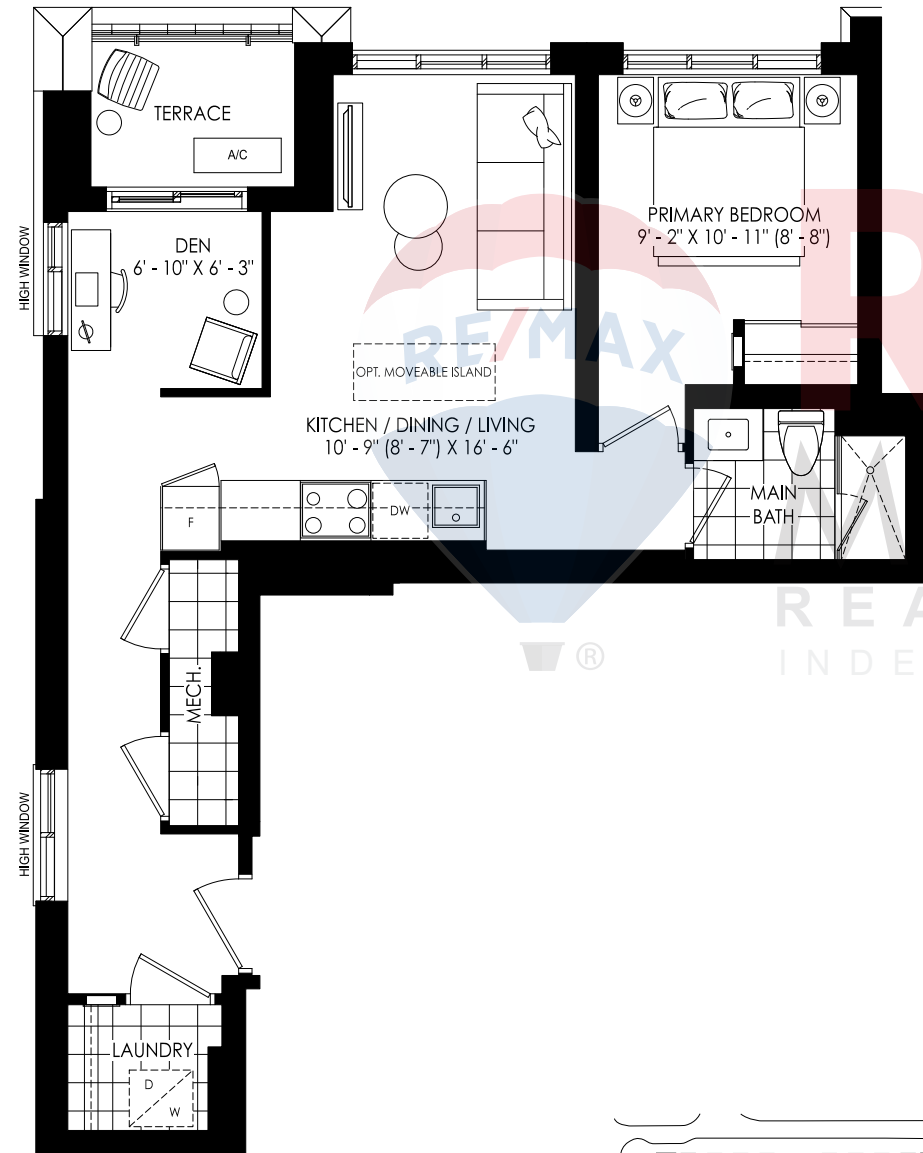 TERRACE
A/C
HIGH WINDOW
DEN
6' - 10" X 6' - 3"
PRIMARY BEDROOM
9' - 2" X 10' - 11" (8' - 8")
RE/MAX
R
OPT. MOVEABLE ISLAND
KITCHEN / DINING / LIVING
10' - 9" (8' - 7") X 16' - 6"
F
DW
MAIN
BATH
M
REA
INDE
®
MECH.
HIGH WINDOW
LAUNDRY
D
W